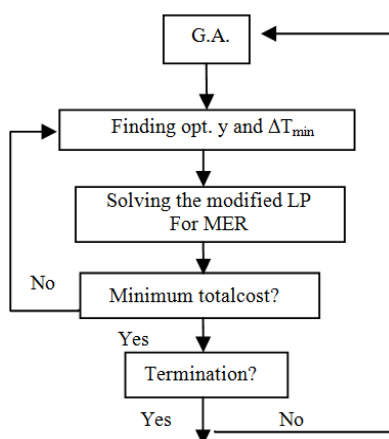 G.A.
Finding opt. y and ΔTmin
Solving the modified LP
For MER
No
Minimum totalcost?
Yes
Termination?
Yes
No